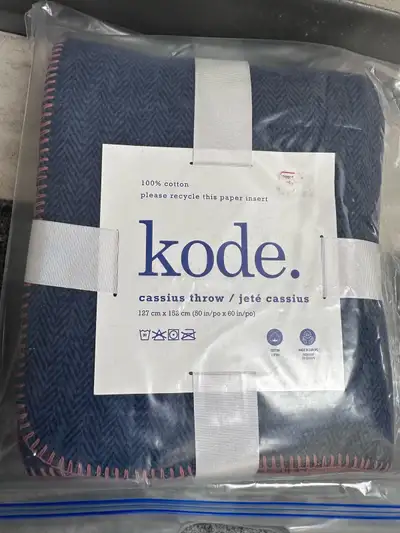 100% cotton
please recycle this paper insert
kode.
cassius throw / jeté cassius
127 cm x 152 cm (50 in/po x 60 in/po)